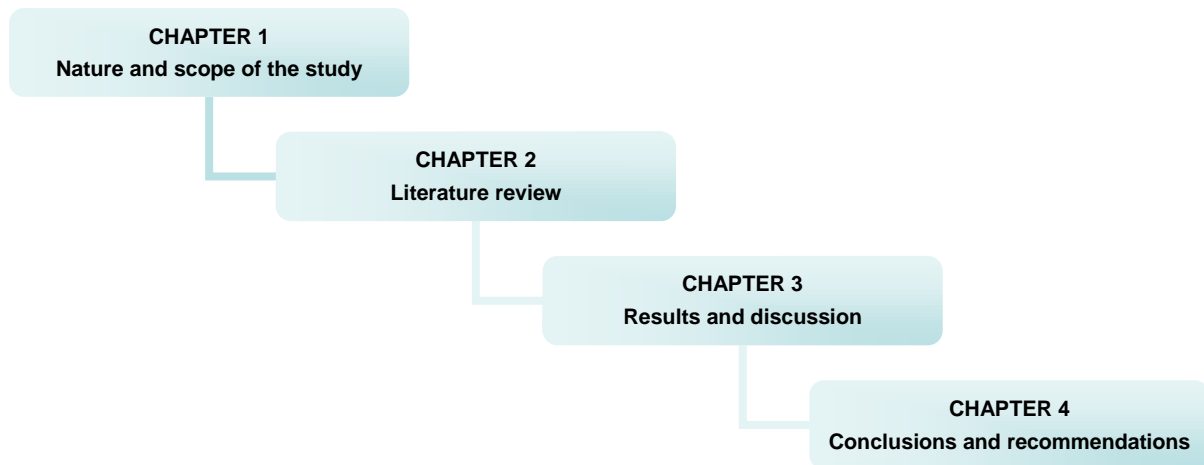 CHAPTER 1
Nature and scope of the study
CHAPTER 2
Literature review
CHAPTER 3
Results and discussion
CHAPTER 4
Conclusions and recommendations